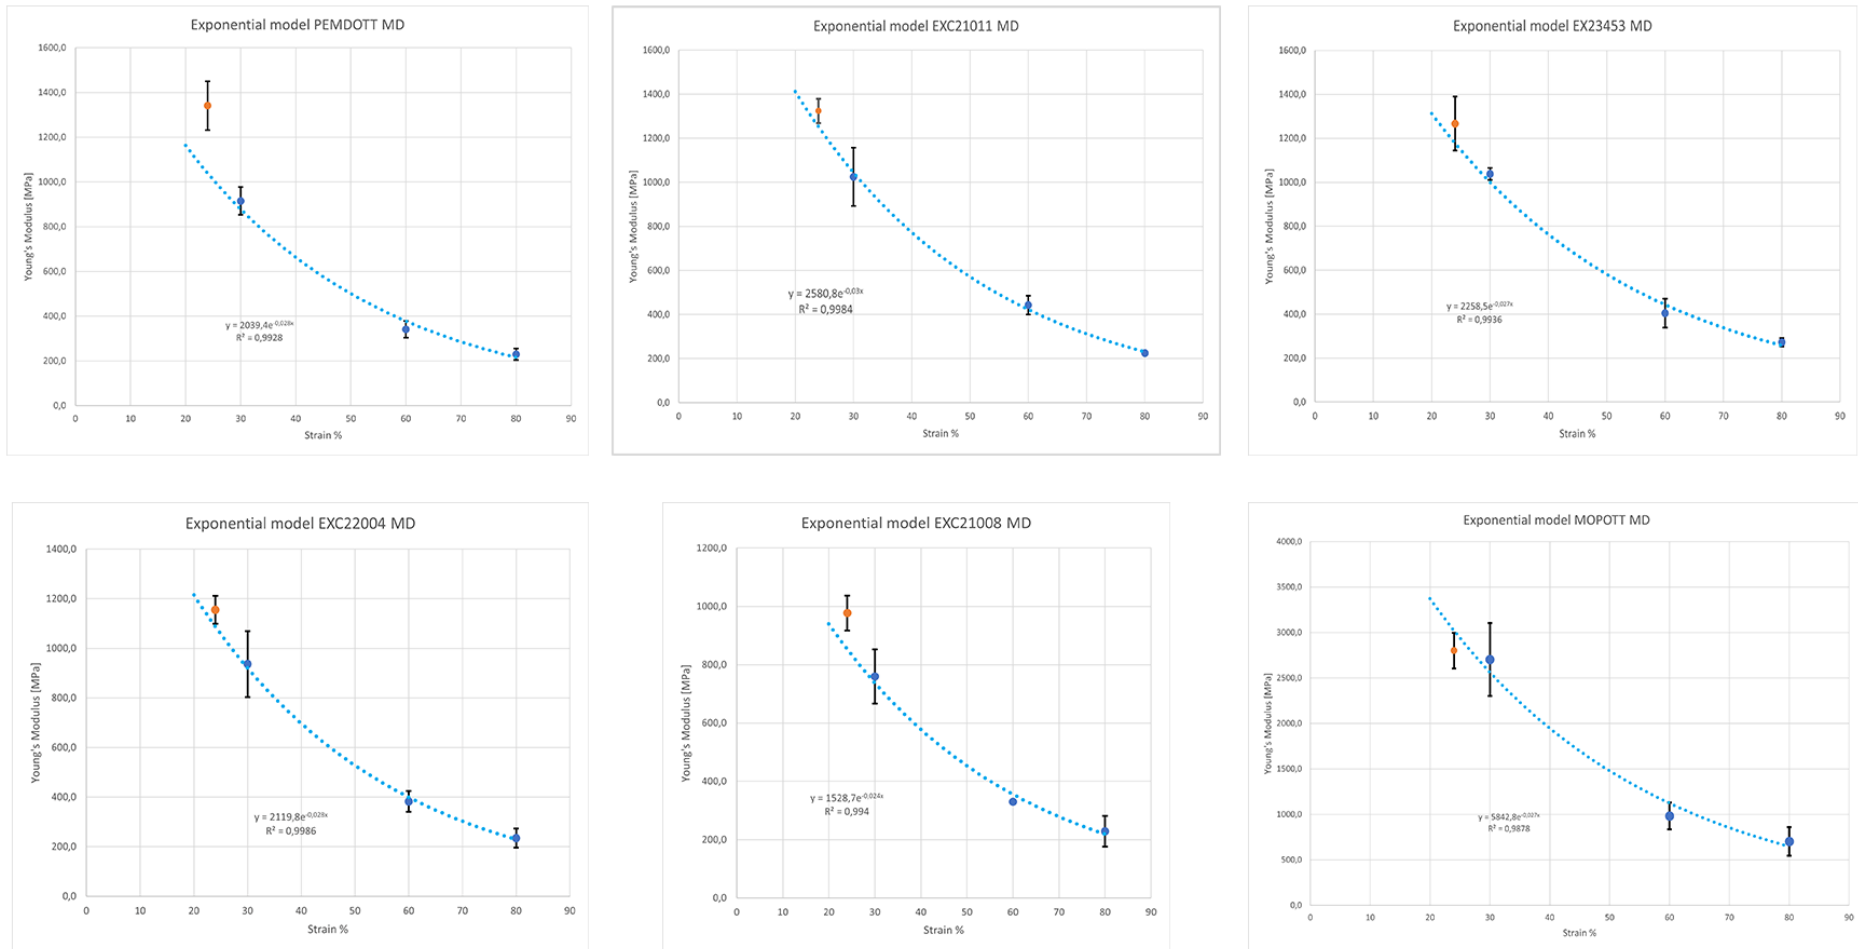 Exponential model PEMDOTT MD
1600,0
1400,0
1200,0
1000,0
800,0
600,0
400,0
200,0
0,0
Young's Modulus [MPa]
y = 2039,4e-0,028x
R² = 0,9928
0 10 20 30 40 50 60 70 80 90
Strain %
Exponential model EXC21011 MD
1600,0
1400,0
1200,0
1000,0
800,0
600,0
400,0
200,0
0,0
Young's Modulus [MPa]
y = 2580,8e-0,03x
R² = 0,9984
0 10 20 30 40 50 60 70 80 90
Strain %
Exponential model EX23453 MD
1600,0
1400,0
1200,0
1000,0
800,0
600,0
400,0
200,0
0,0
Young's Modulus [MPa]
y = 2258,5e-0,027x
R² = 0,9936
0 10 20 30 40 50 60 70 80 90
Strain %
Exponential model EXC22004 MD
1400,0
1200,0
1000,0
800,0
600,0
400,0
200,0
0,0
Young's Modulus [MPa]
y = 2119,8e-0,028x
R² = 0,9986
0 10 20 30 40 50 60 70 80 90
Strain %
Exponential model EXC21008 MD
1200,0
1000,0
800,0
600,0
400,0
200,0
0,0
Young's Modulus [MPa]
y = 1528,7e-0,024x
R² = 0,994
0 10 20 30 40 50 60 70 80 90
Strain %
Exponential model MOPOTT MD
4000,0
3500,0
3000,0
2500,0
2000,0
1500,0
1000,0
500,0
0,0
Young's Modulus [MPa]
y = 5842,8e-0,027x
R² = 0,9878
0 10 20 30 40 50 60 70 80 90
Strain %